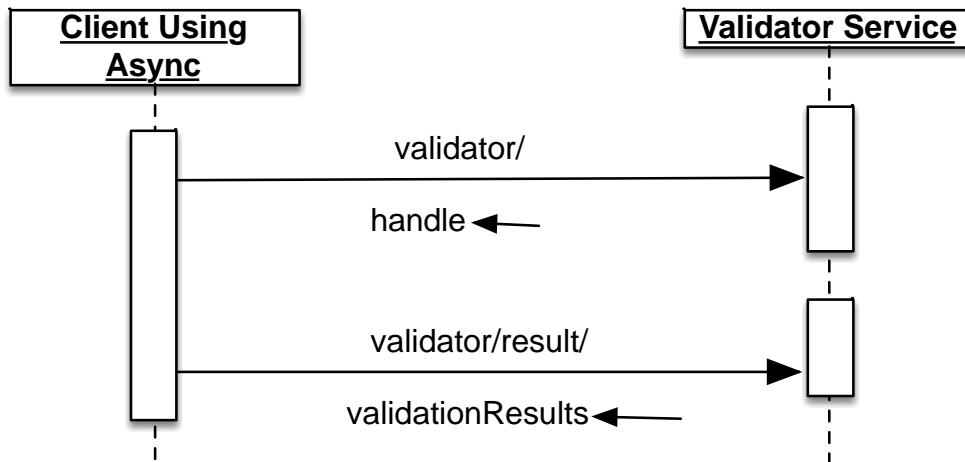 Client Using
Async
Validator Service
validator/
handle
validator/result/
validationResults